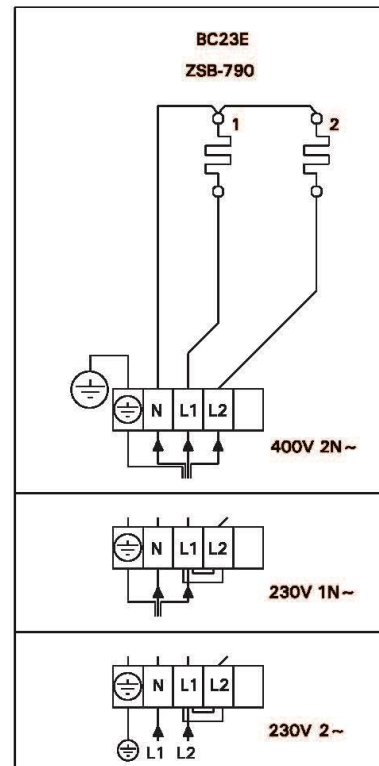 BC23E
ZSB-790
1 2
N L1 L2
400V 2N~
N L1 L2
230V 1N~
N L1 L2
230V 2~
L1 L2